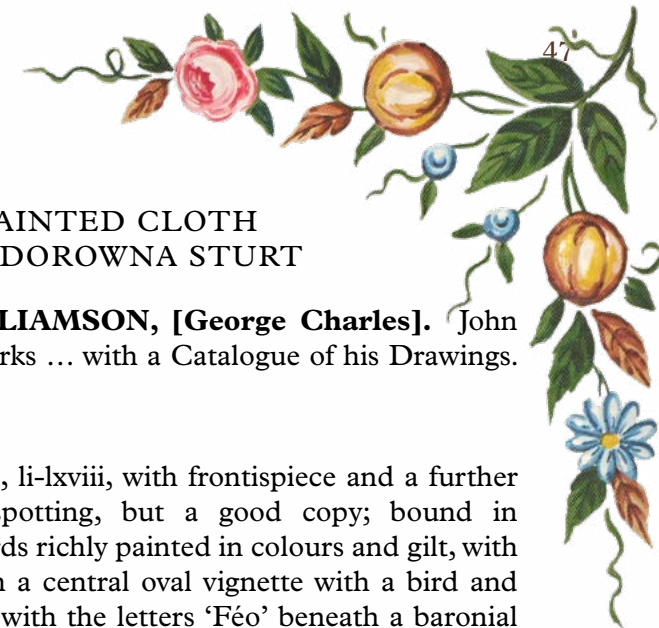 47
AINTED CLOTH
DOROWNA STURT
LIAMSON, [George Charles]. John
rks … with a Catalogue of his Drawings.
, li-lxviii, with frontispiece and a further
spotting, but a good copy; bound in
rds richly painted in colours and gilt, with
n a central oval vignette with a bird and
with the letters ‘Féo’ beneath a baronial